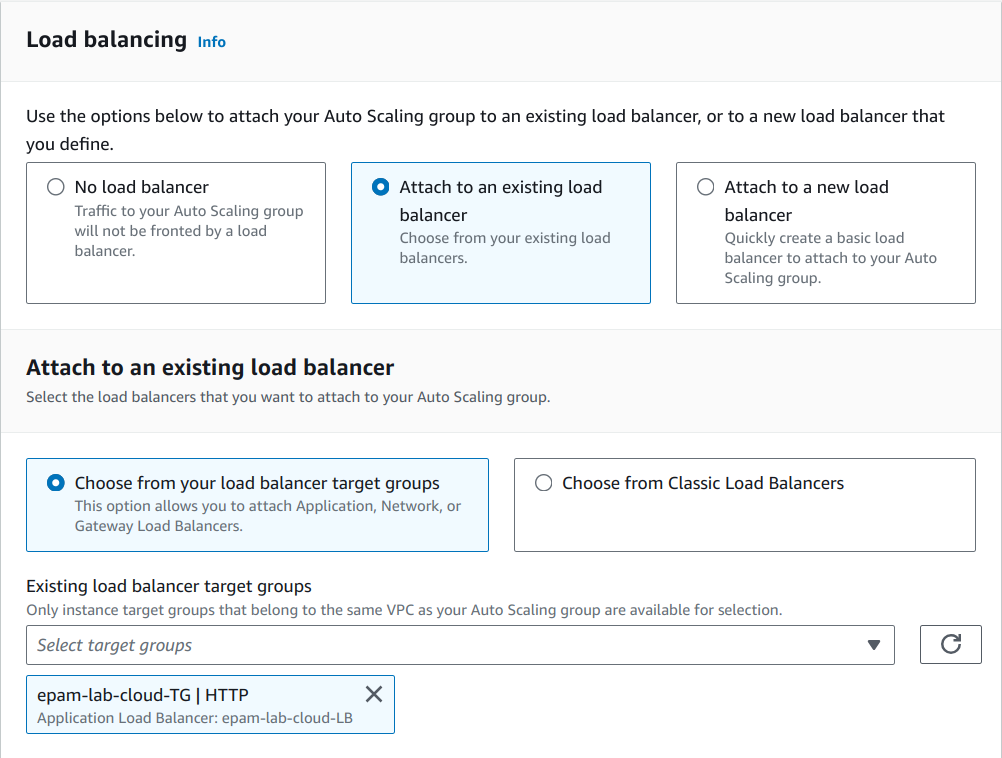 Load balancing Info
Use the options below to attach your Auto Scaling group to an existing load balancer, or to a new load balancer that
you define.
No load balancer
Traffic to your Auto Scaling group
will not be fronted by a load
balancer.
Attach to an existing load
balancer
Choose from your existing load
balancers.
Attach to a new load
balancer
Quickly create a basic load
balancer to attach to your Auto
Scaling group.
Attach to an existing load balancer
Select the load balancers that you want to attach to your Auto Scaling group.
Choose from your load balancer target groups
This option allows you to attach Application, Network, or
Gateway Load Balancers.
Choose from Classic Load Balancers
Existing load balancer target groups
Only instance target groups that belong to the same VPC as your Auto Scaling group are available for selection.
Select target groups
epam-lab-cloud-TG | HTTP
Application Load Balancer: epam-lab-cloud-LB